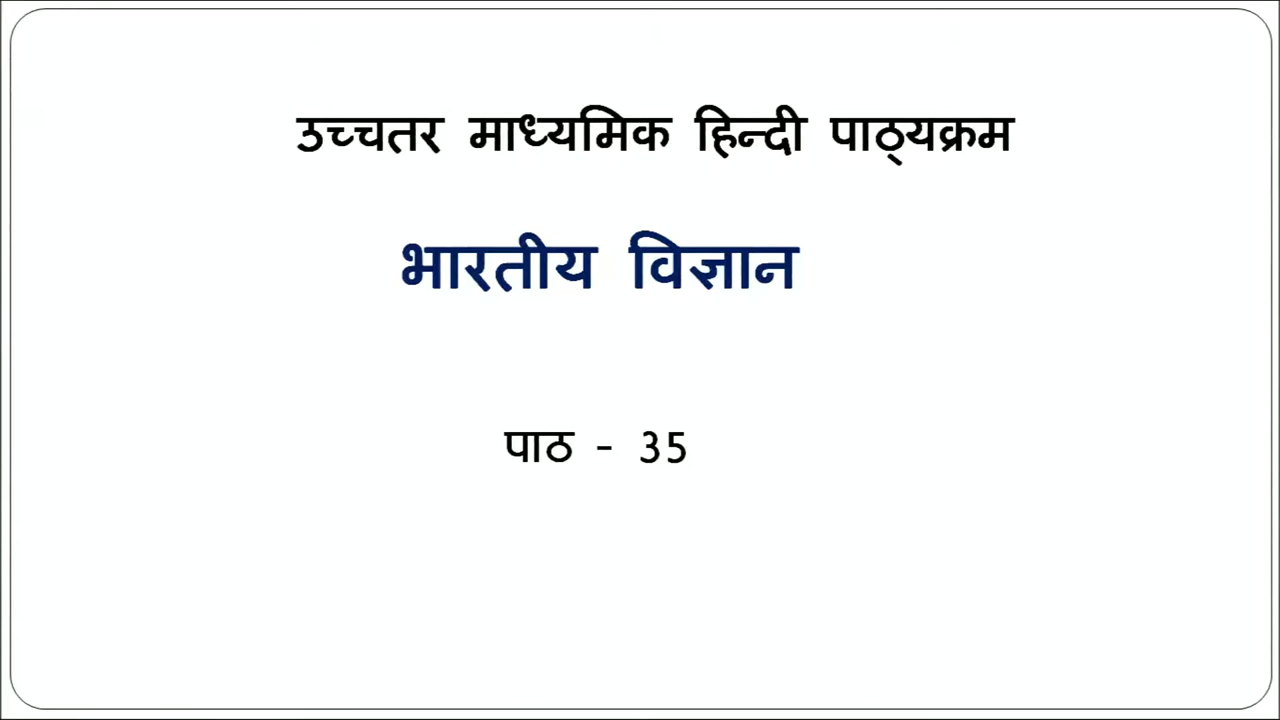 उच्चतर माध्यमिक हिन्दी पाठ्यक्रम
भारतीय विज्ञान
पाठ - 35